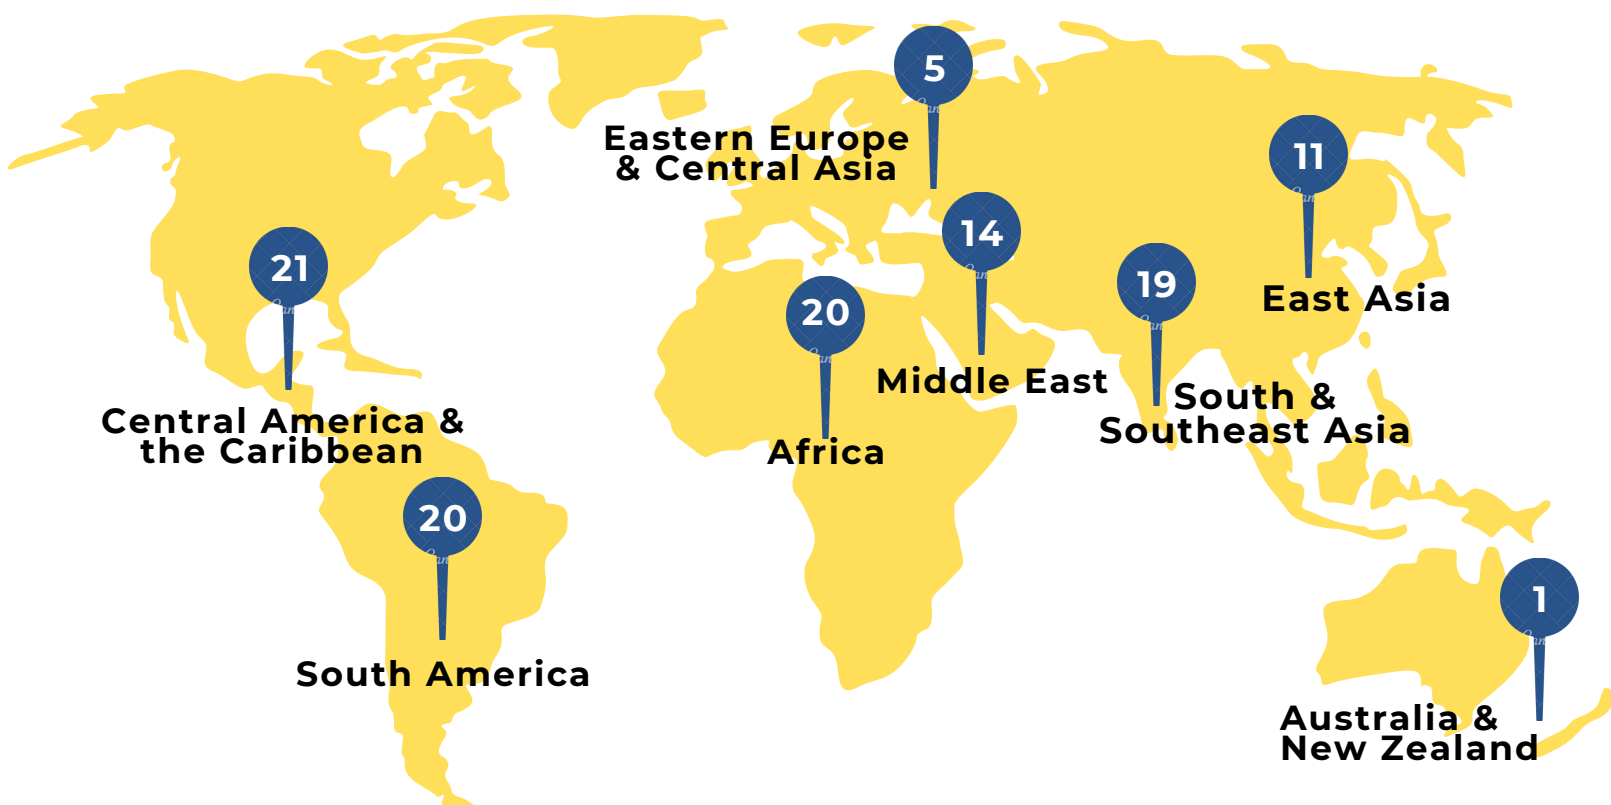 5
Eastern Europe
& Central Asia
11
East Asia
21
Central America &
the Caribbean
14
Middle East
19
South &
Southeast Asia
20
Africa
20
South America
1
Australia &
New Zealand